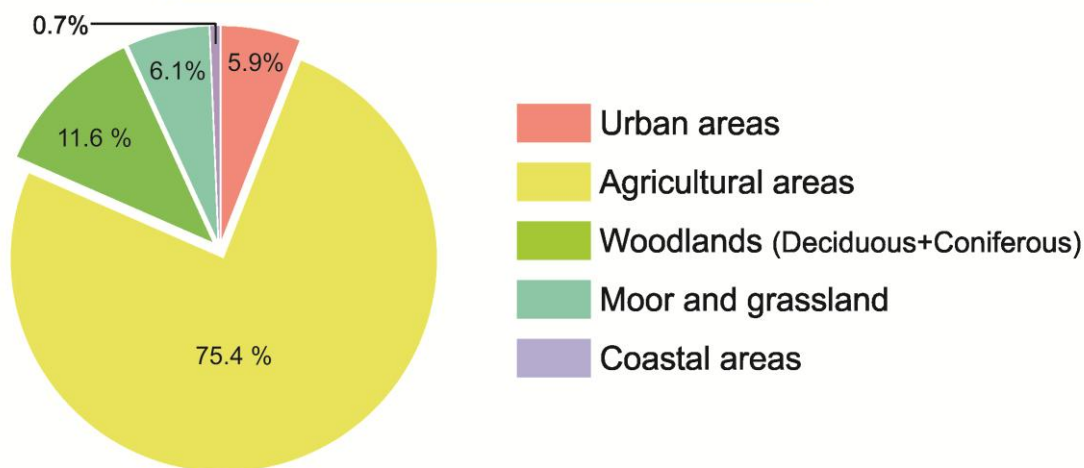 0.7%
6.1%
5.9%
11.6 %
75.4 %
Urban areas
Agricultural areas
Woodlands (Deciduous+Coniferous)
Moor and grassland
Coastal areas